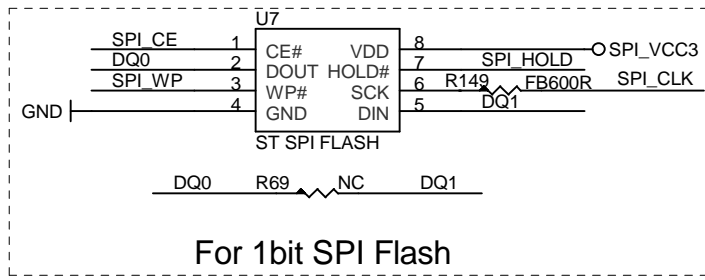 U7
SPI_CE 1 CE# VDD 8 SPI_VCC3
DQ0 2 DOUT HOLD# 7 SPI_HOLD
SPI_WP 3 WP# SCK 6 R149 FB600R SPI_CLK
GND 4 GND DIN 5 DQ1
ST SPI FLASH
DQ0 R69 NC DQ1
For 1bit SPI Flash